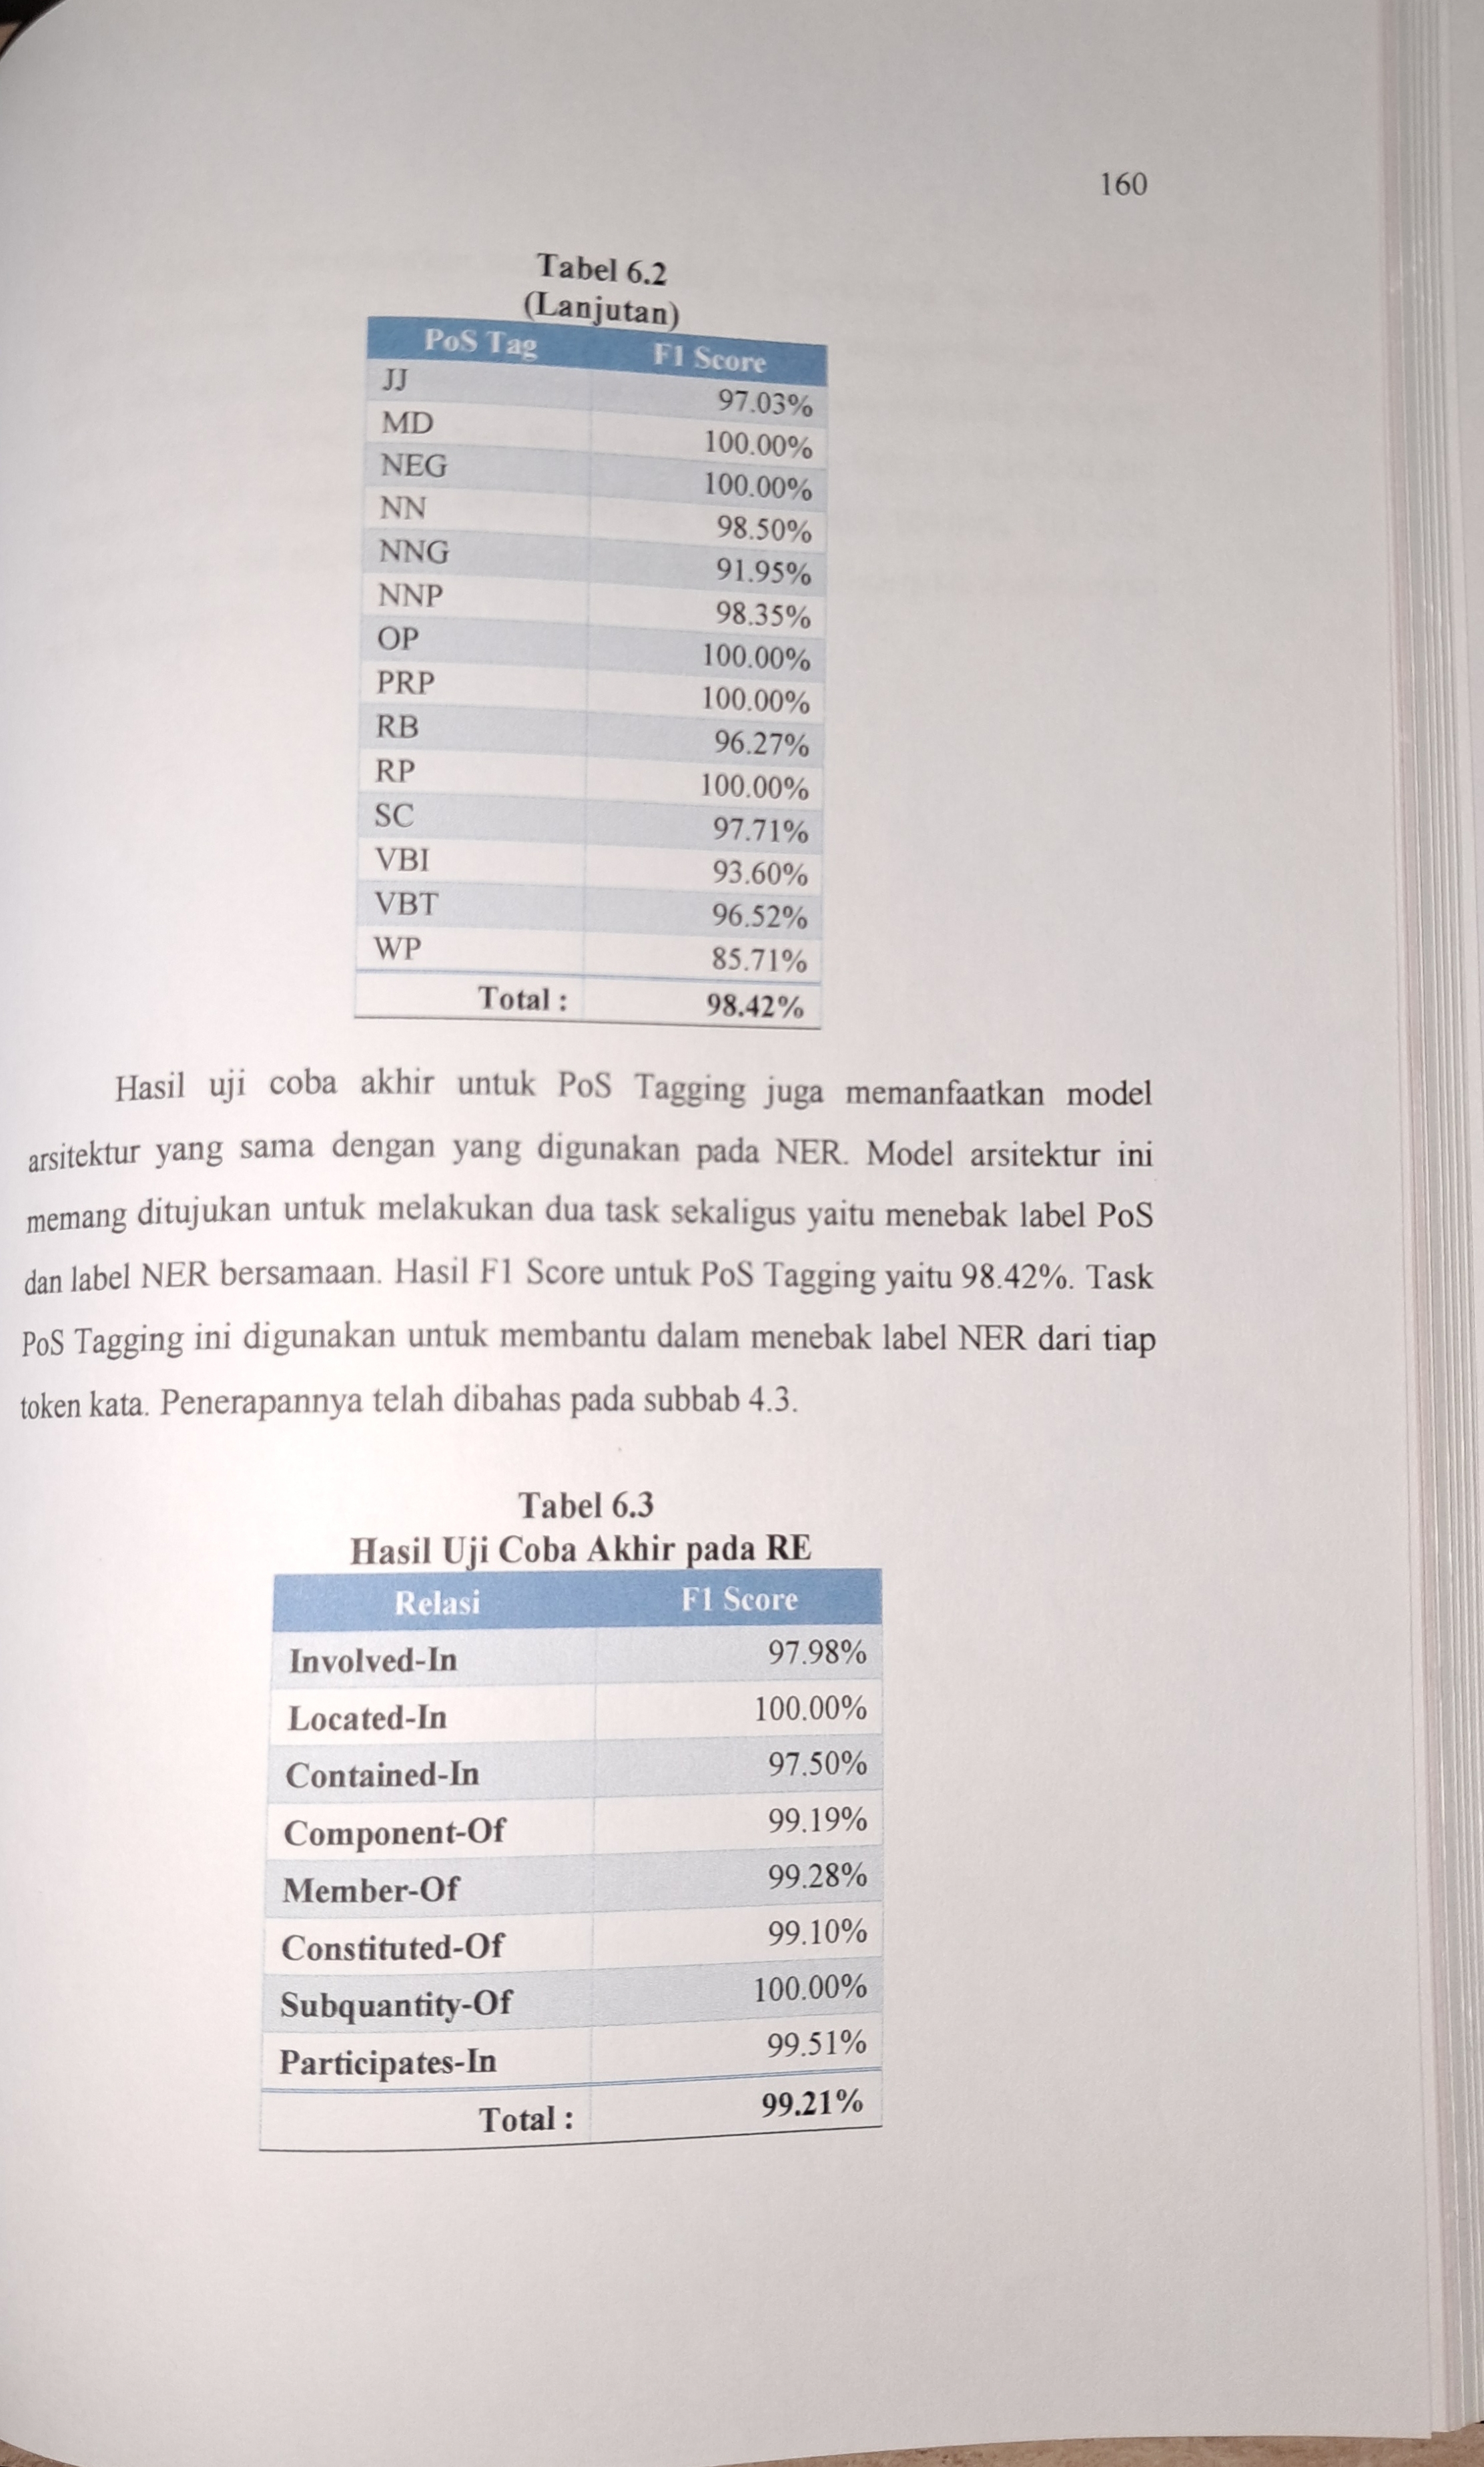 160
Tabel 6.2
(Lanjutan)
PoS Tag F1 Score
JJ 97.03%
MD 100.00%
NEG 100.00%
NN 98.50%
NNG 91.95%
NNP 98.35%
OP 100.00%
PRP 100.00%
RB 96.27%
RP 100.00%
SC 97.71%
VBI 93.60%
VBT 96.52%
WP 85.71%
Total : 98.42%
Hasil uji coba akhir untuk PoS Tagging juga memanfaatkan model
arsitektur yang sama dengan yang digunakan pada NER. Model arsitektur ini
memang ditujukan untuk melakukan dua task sekaligus yaitu menebak label PoS
dan label NER bersamaan. Hasil F1 Score untuk PoS Tagging yaitu 98.42%. Task
PoS Tagging ini digunakan untuk membantu dalam menebak label NER dari tiap
token kata. Penerapannya telah dibahas pada subbab 4.3.
Tabel 6.3
Hasil Uji Coba Akhir pada RE
Relasi F1 Score
Involved-In 97.98%
Located-In 100.00%
Contained-In 97.50%
Component-Of 99.19%
Member-Of 99.28%
Constituted-Of 99.10%
Subquantity-Of 100.00%
Participates-In 99.51%
Total : 99.21%